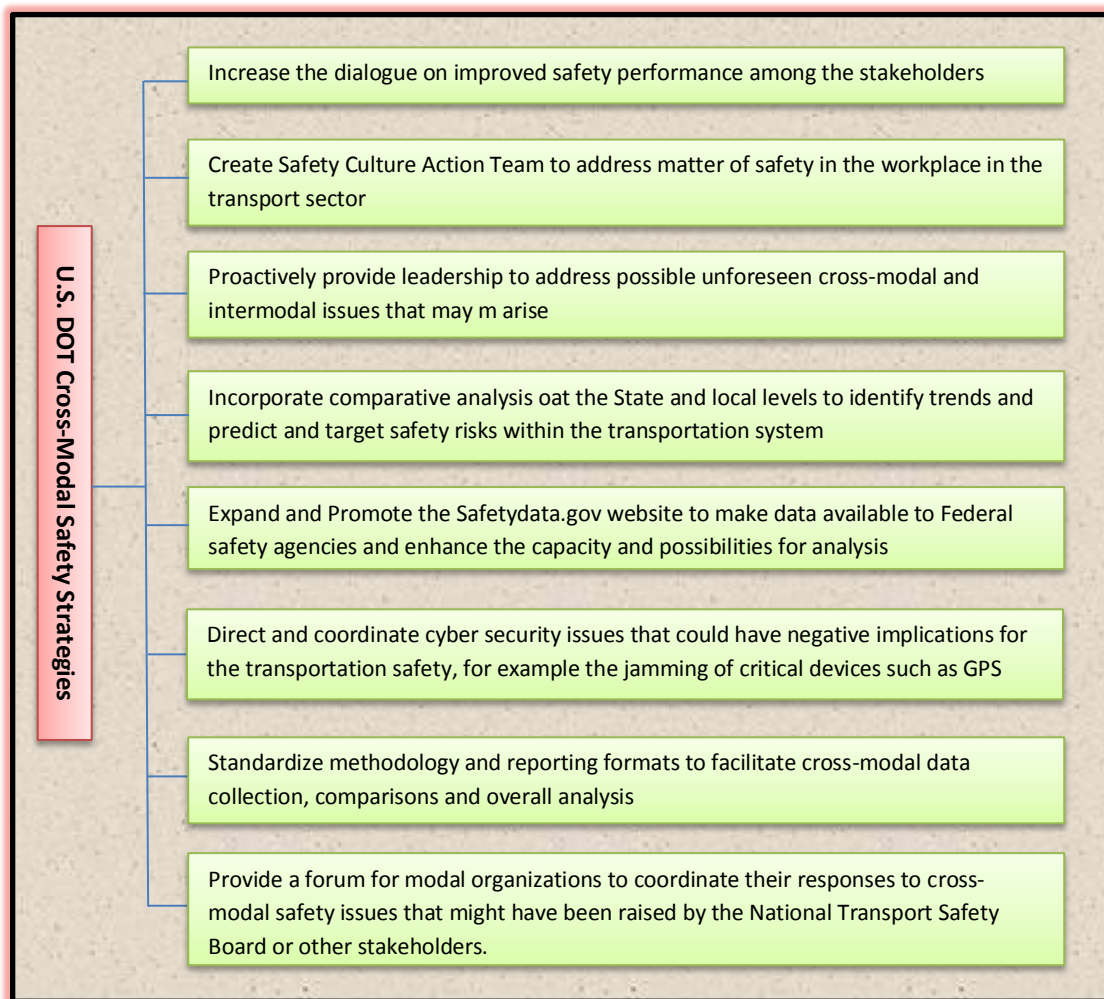 U.S. DOT Cross-Modal Safety Strategies
Increase the dialogue on improved safety performance among the stakeholders
Create Safety Culture Action Team to address matter of safety in the workplace in the
transport sector
Proactively provide leadership to address possible unforeseen cross-modal and
intermodal issues that may m arise
Incorporate comparative analysis oat the State and local levels to identify trends and
predict and target safety risks within the transportation system
Expand and Promote the Safetydata.gov website to make data available to Federal
safety agencies and enhance the capacity and possibilities for analysis
Direct and coordinate cyber security issues that could have negative implications for
the transportation safety, for example the jamming of critical devices such as GPS
Standardize methodology and reporting formats to facilitate cross-modal data
collection, comparisons and overall analysis
Provide a forum for modal organizations to coordinate their responses to cross-
modal safety issues that might have been raised by the National Transport Safety
Board or other stakeholders.